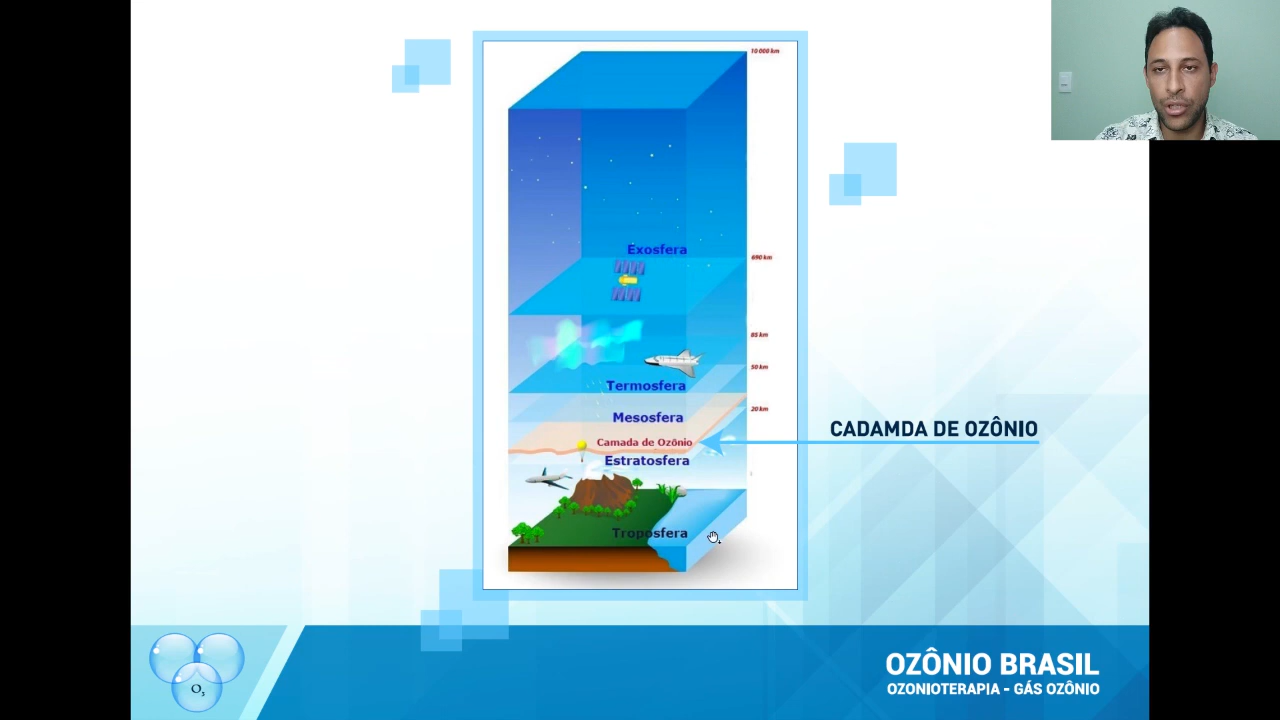 10 000 km
Exosfera
690 km
85 km
50 km
Termosfera
20 km
Mesosfera
CADAMDA DE OZÔNIO
Camada de Ozônio
Estratosfera
Troposfera
OZÔNIO BRASIL
OZONIOTERAPIA - GÁS OZÔNIO
O₃